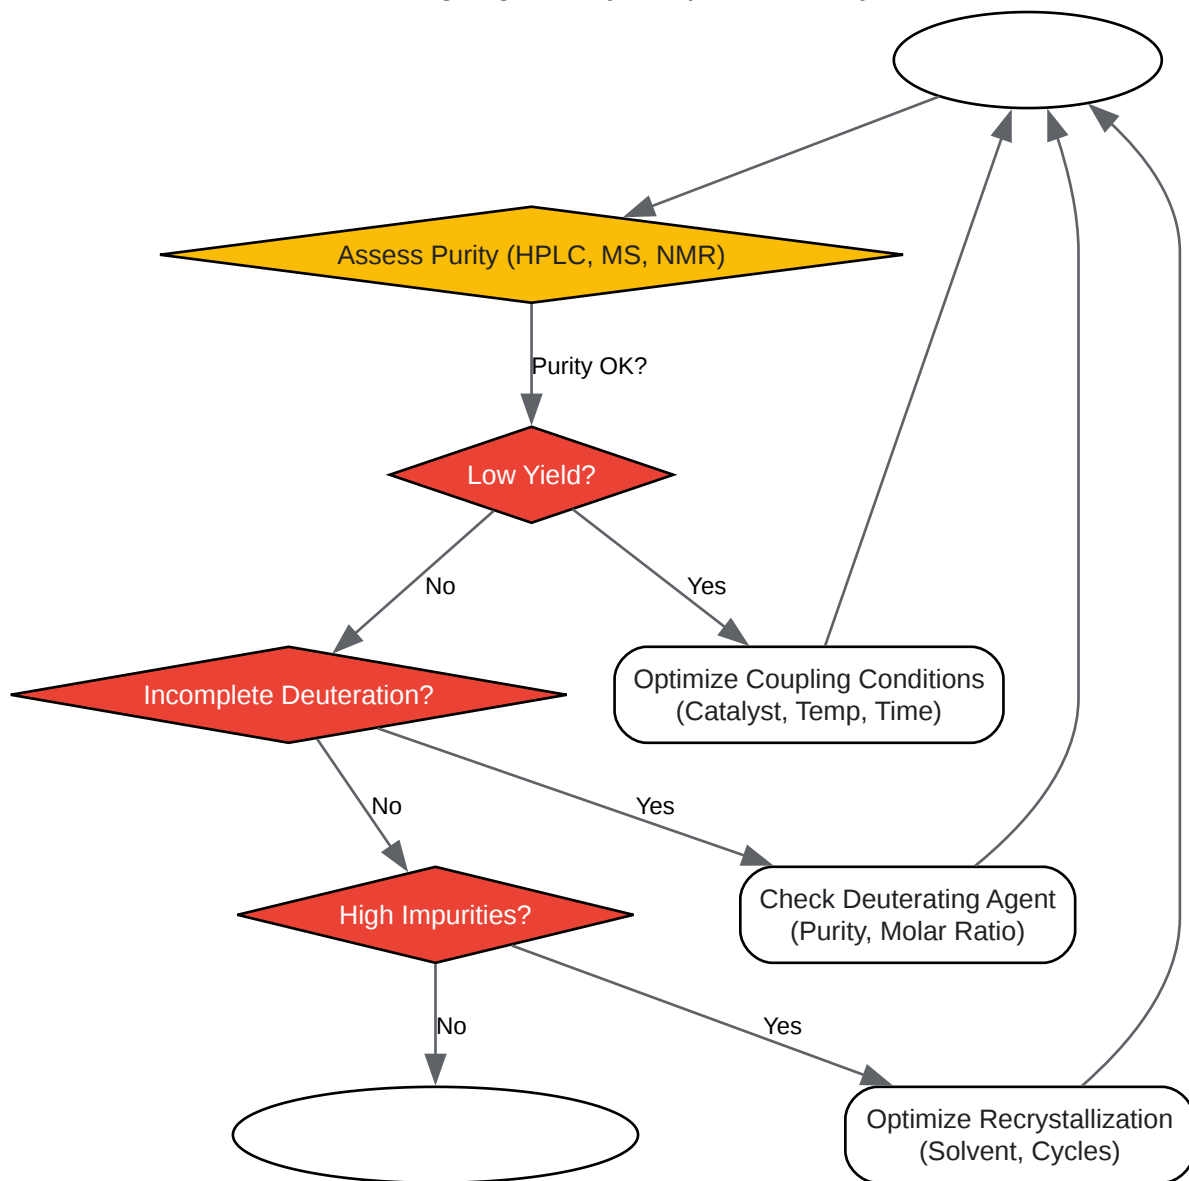 Assess Purity (HPLC, MS, NMR)
Purity OK?
Low Yield?
No
Yes
Incomplete Deuteration?
Optimize Coupling Conditions
(Catalyst, Temp, Time)
No
Yes
High Impurities?
Check Deuterating Agent
(Purity, Molar Ratio)
No
Yes
Optimize Recrystallization
(Solvent, Cycles)